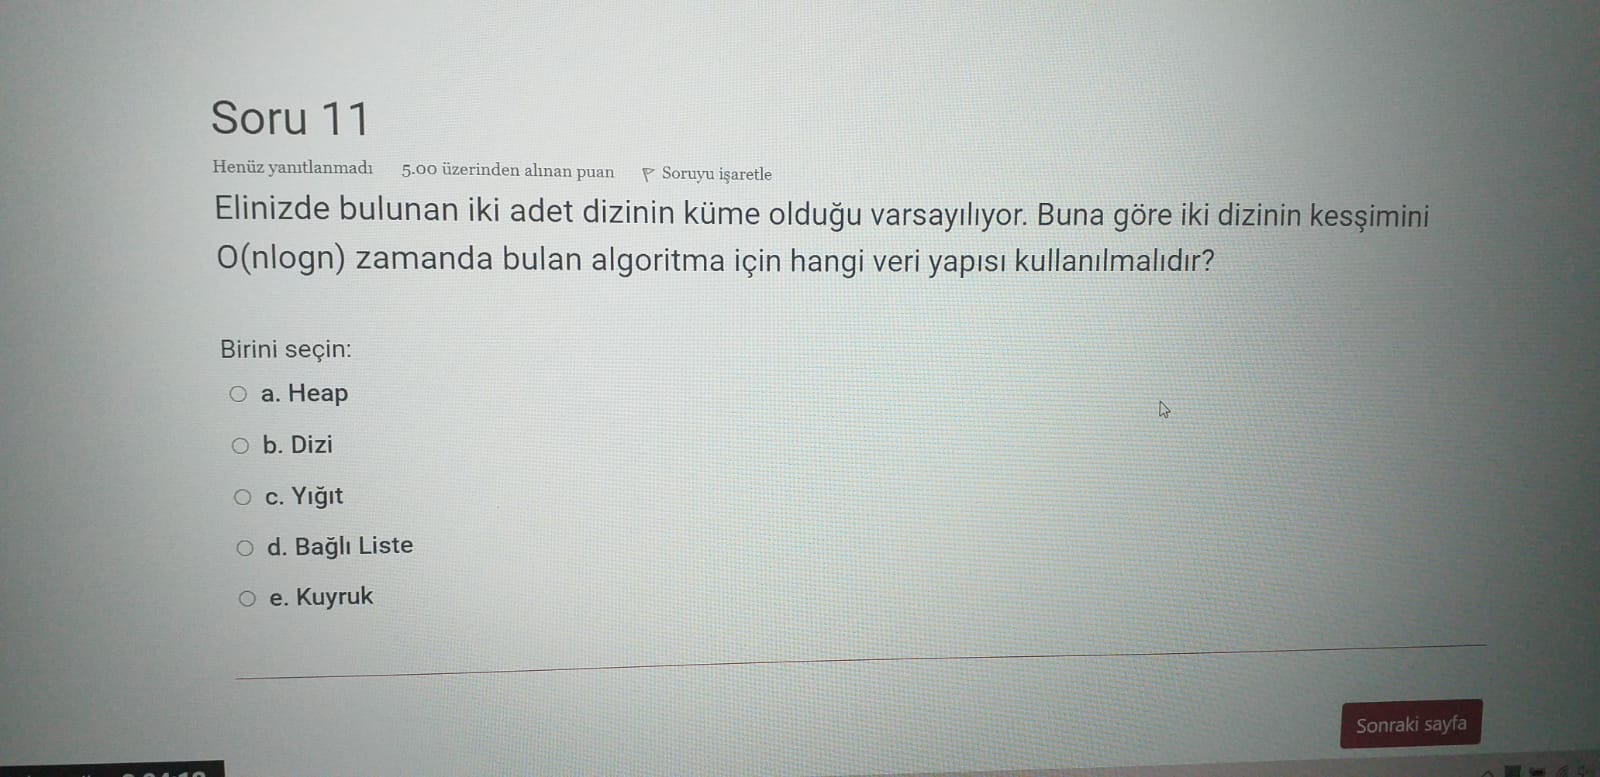 Soru 11
Henüz yanıtlanmadı 5.00 üzerinden alınan puan Soruyu işaretle
Elinizde bulunan iki adet dizinin küme olduğu varsayılıyor. Buna göre iki dizinin kesşimini
O(nlogn) zamanda bulan algoritma için hangi veri yapısı kullanılmalıdır?
Birini seçin:
a. Heap
b. Dizi
c. Yığıt
d. Bağlı Liste
e. Kuyruk
Sonraki sayfa